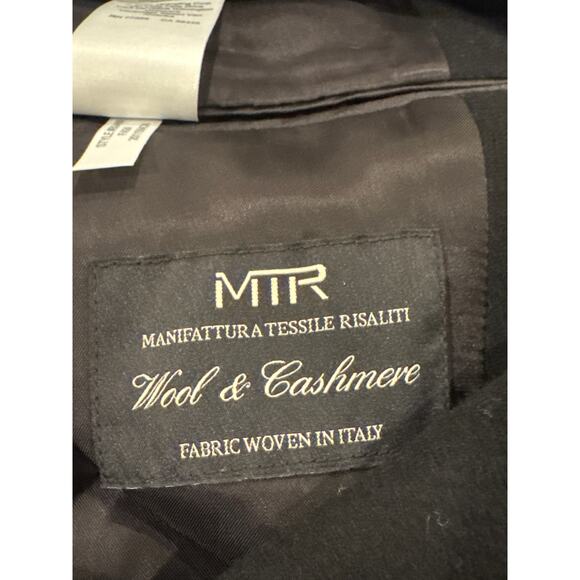 MTR
MANIFATTURA TESSILE RISALITI
Wool & Cashmere
FABRIC WOVEN IN ITALY